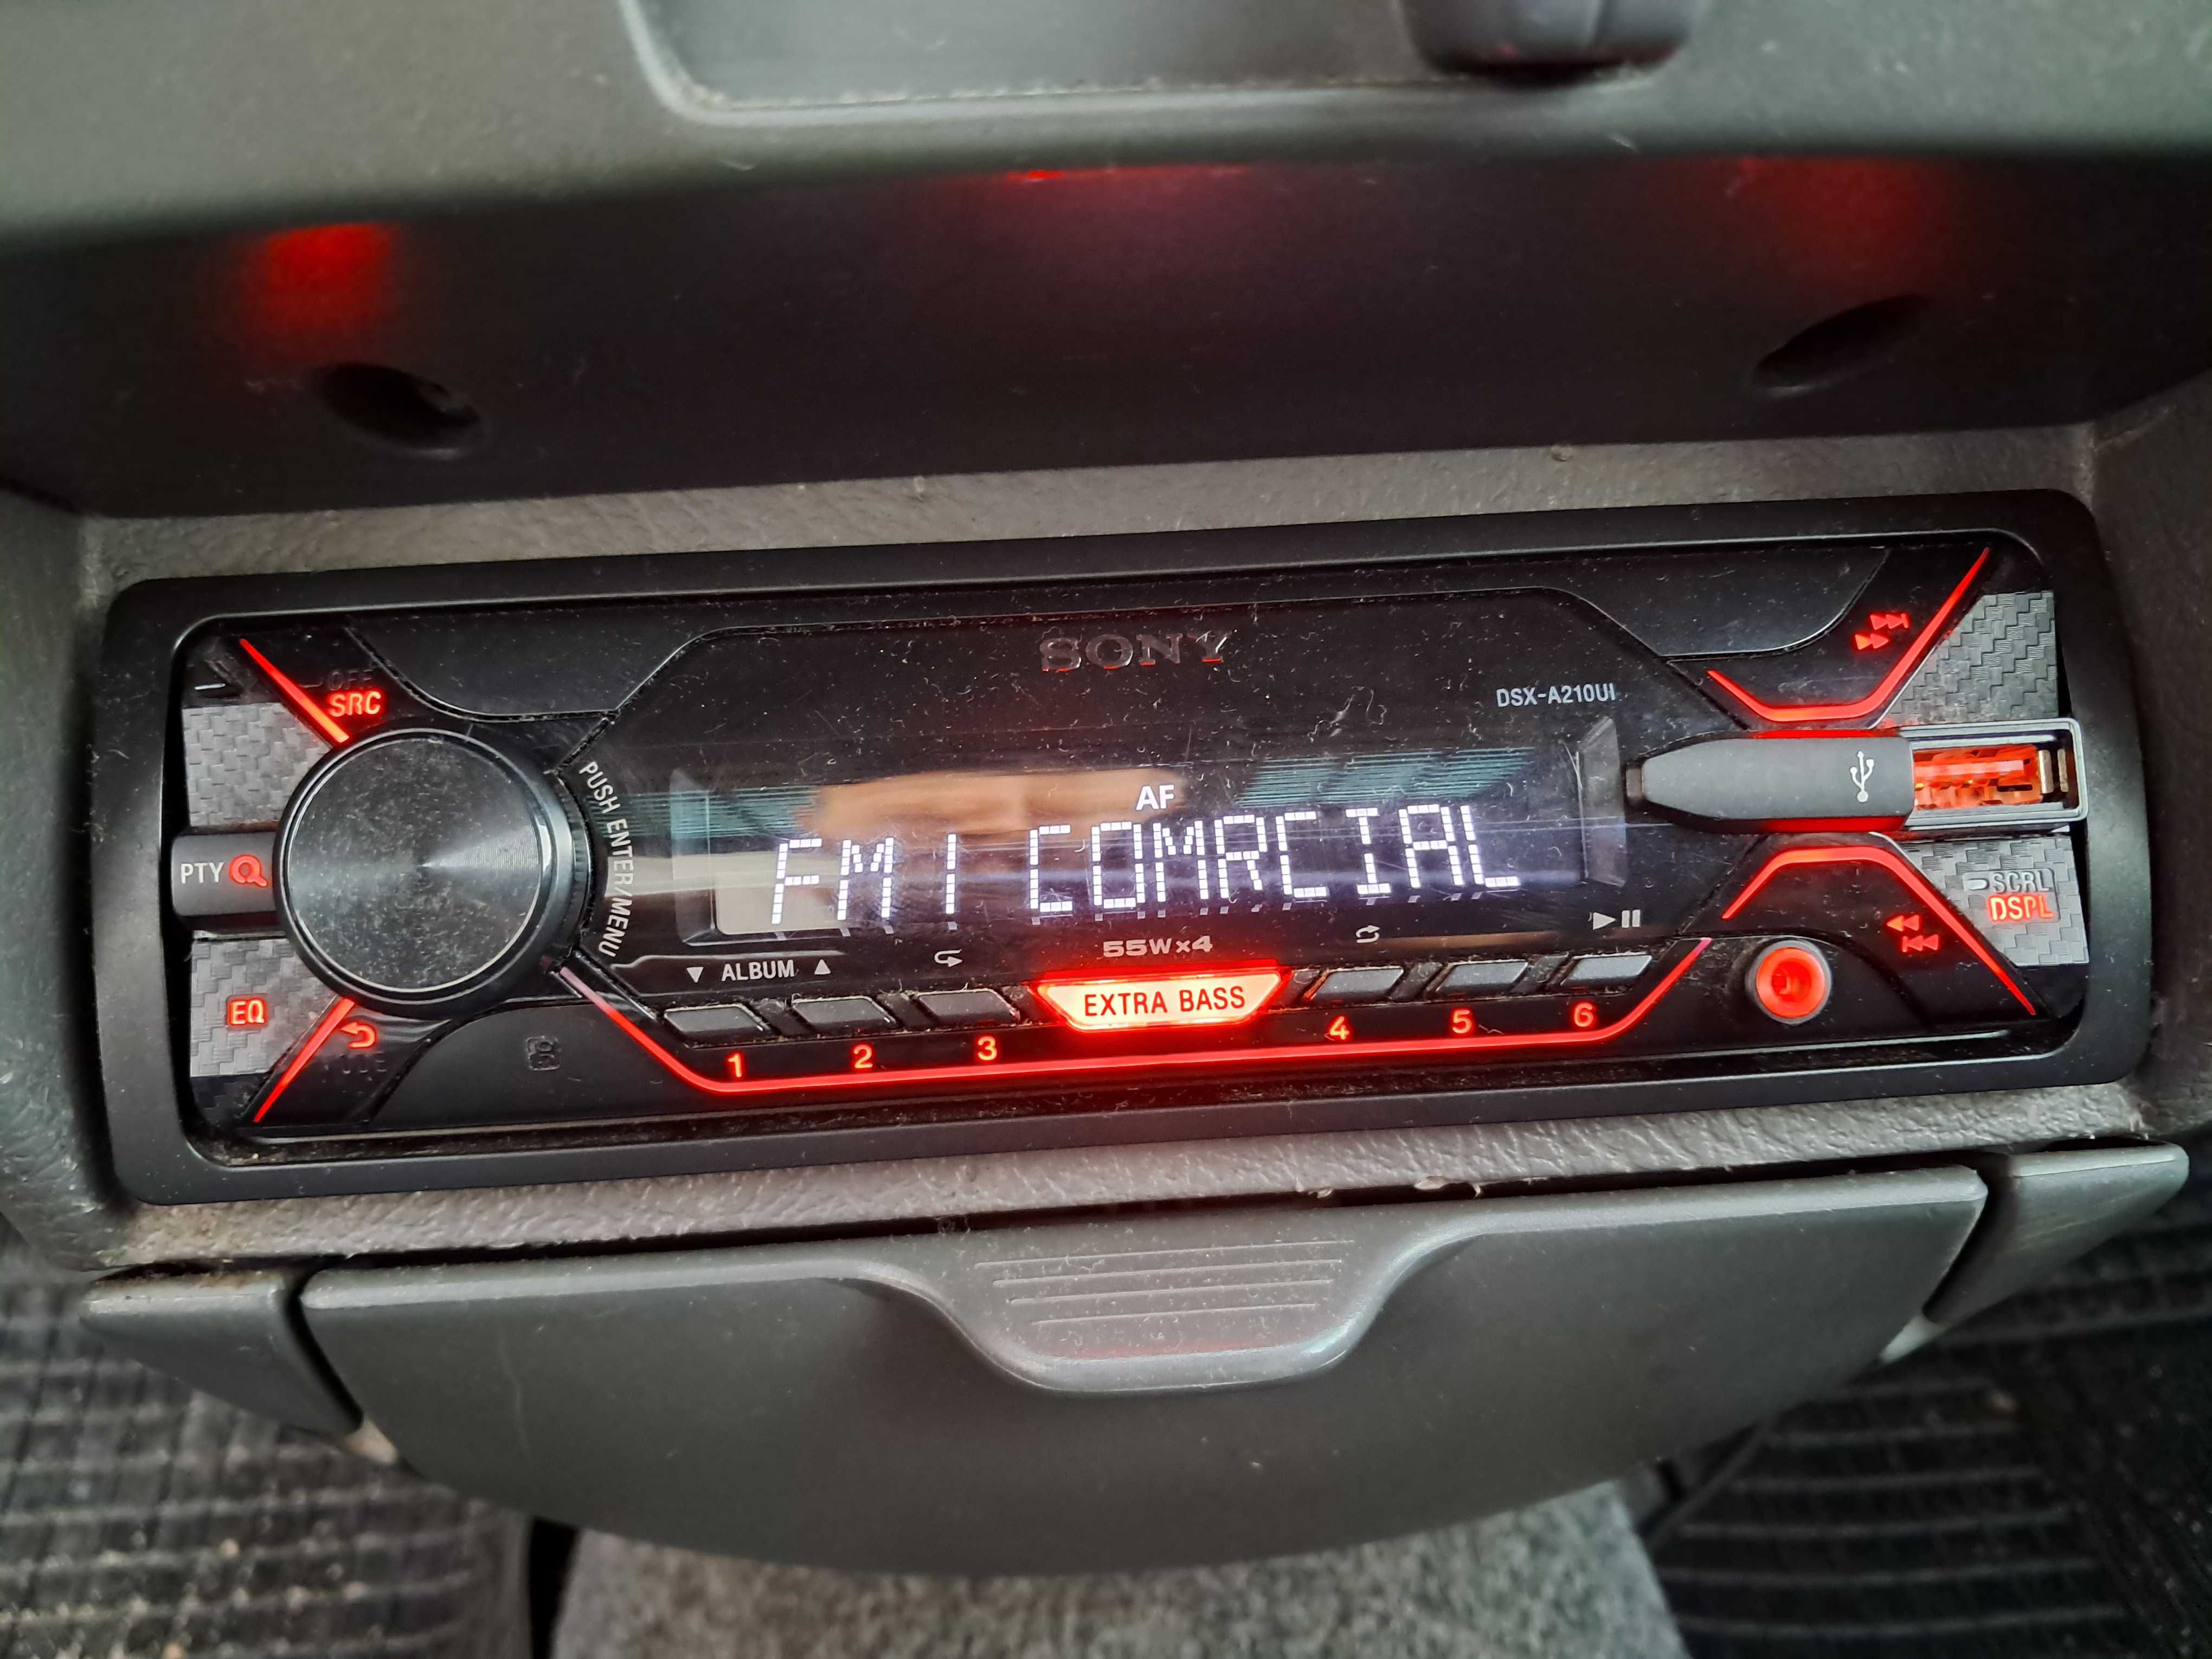 SONY
DSX-A210UI
OFF
SRC
PUSH ENTER/MENU
AF
FM1 COMRCIAL
PTY
SCRL
DSPL
55W×4
▼ ALBUM ▲
EXTRA BASS
EQ
MODE
1 2 3 4 5 6